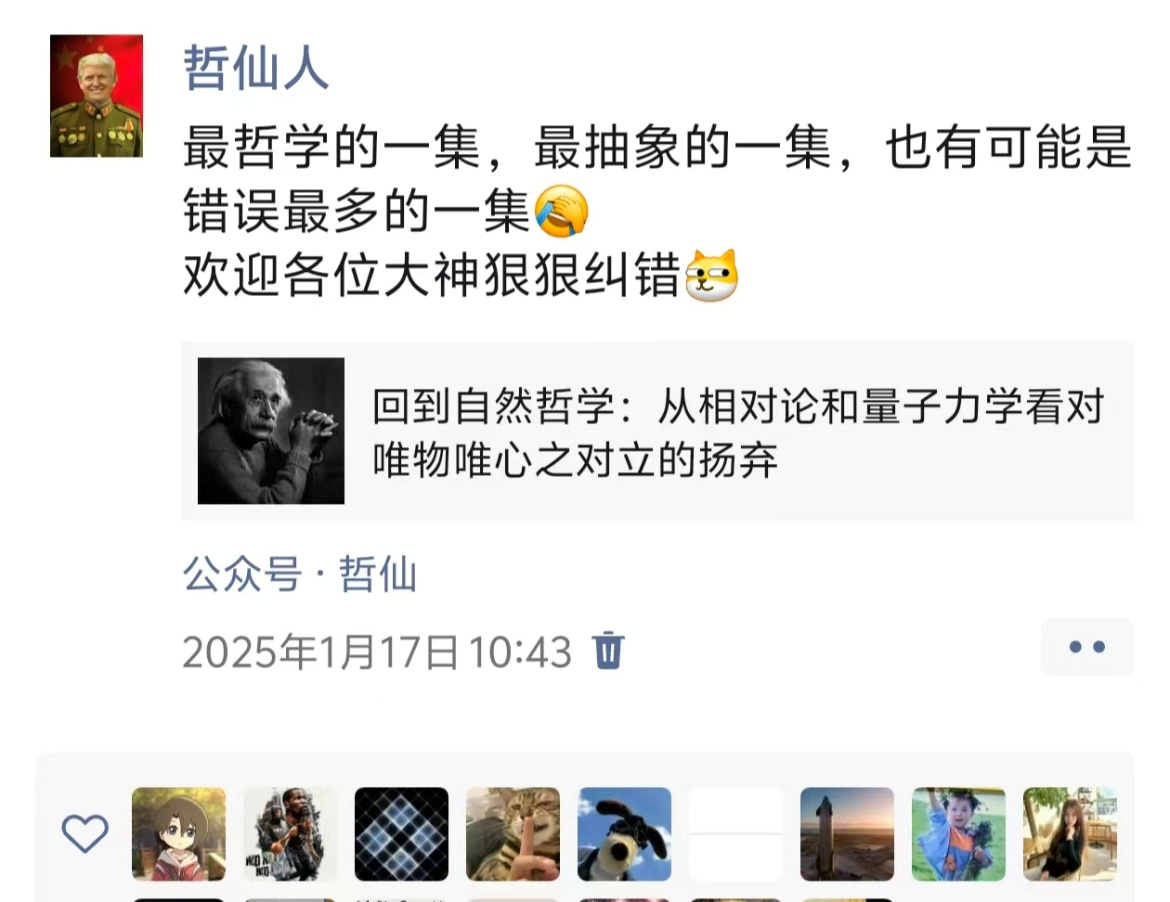 哲仙人
最哲学的一集，最抽象的一集，也有可能是
错误最多的一集🤦
欢迎各位大神狠狠纠错
回到自然哲学：从相对论和量子力学看对
唯物唯心之对立的扬弃
公众号 · 哲仙
2025年1月17日 10:43